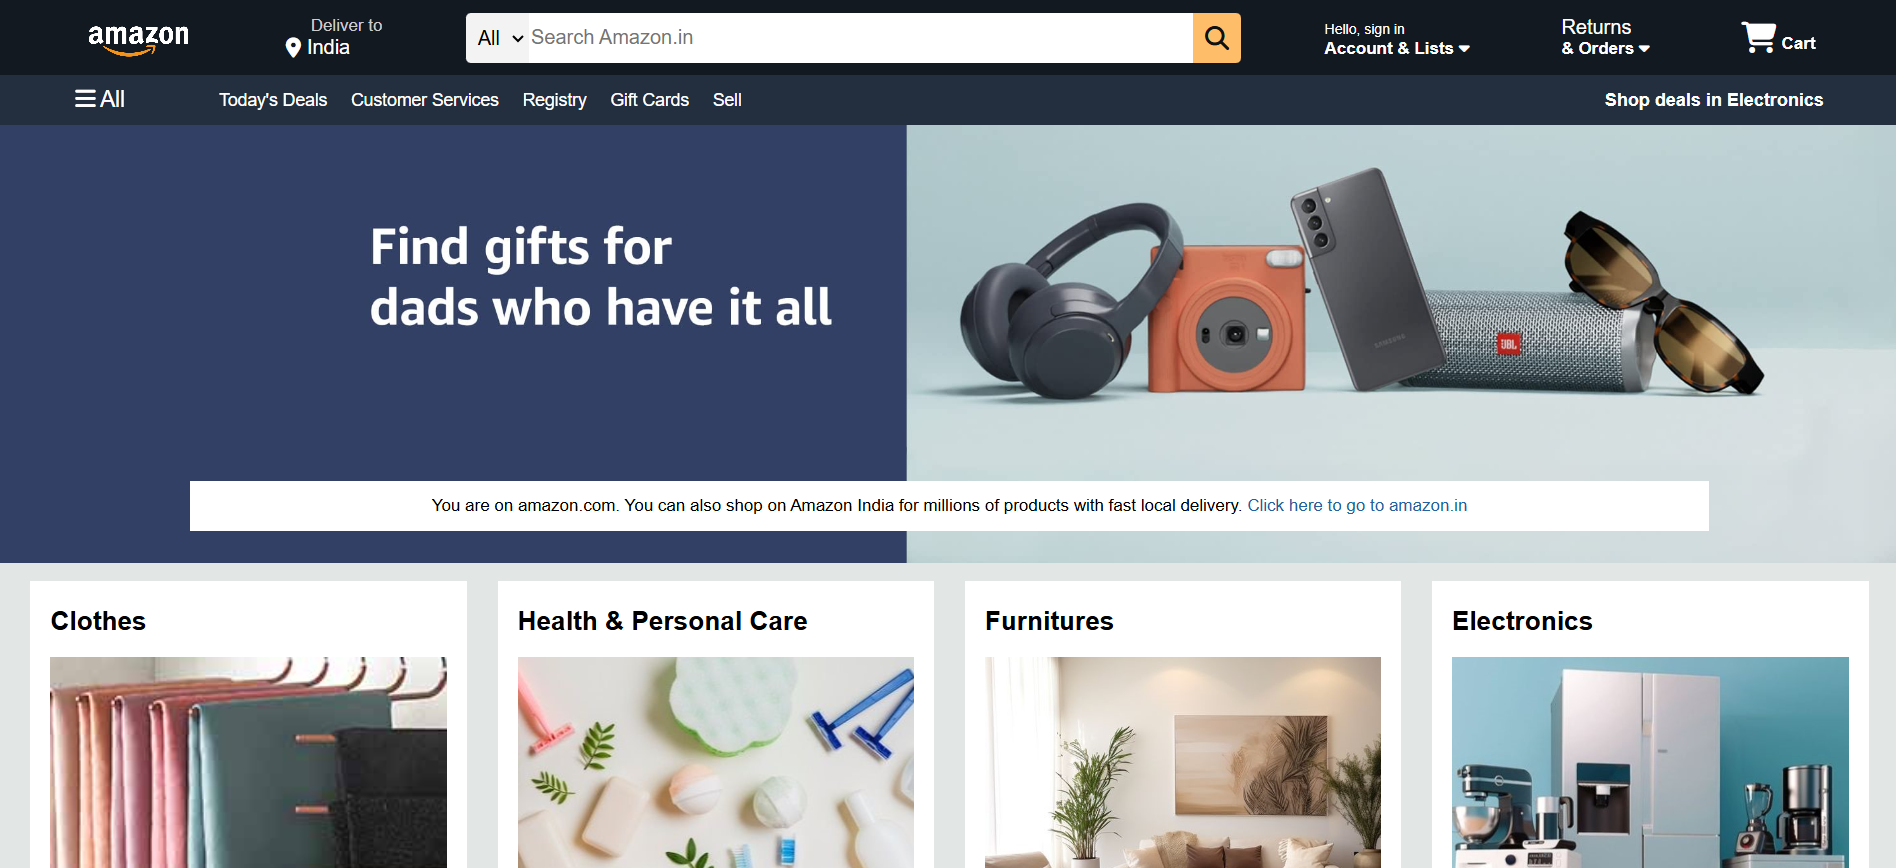 amazon
Deliver to
India
All
Search Amazon.in
Hello, sign in
Account & Lists
Returns
& Orders
Cart
All
Today's Deals
Customer Services
Registry
Gift Cards
Sell
Shop deals in Electronics
Find gifts for
dads who have it all
SAMSUNG
JBL
You are on amazon.com. You can also shop on Amazon India for millions of products with fast local delivery. Click here to go to amazon.in
Clothes
Health & Personal Care
Furnitures
Electronics